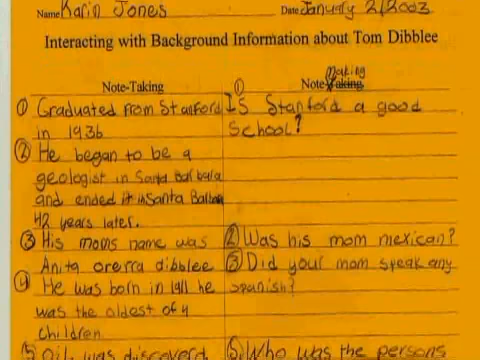 Name Karin Jones Date January 2/2003
Interacting with Background Information about Tom Dibblee
Note-Taking
① Graduated from Stanford
in 1936
② He began to be a
geologist in Santa Barbara
and ended it in Santa Barbara
42 years later.
③ His moms name was
Anita orerra dibblee
④ He was born in 1911 he
was the oldest of 4
children
⑤ Oil was discovered
Note Making
① Is Stanford a good
School?
② Was his mom mexican?
③ Did your mom speak any
spanish?
⑤ Who was the persons